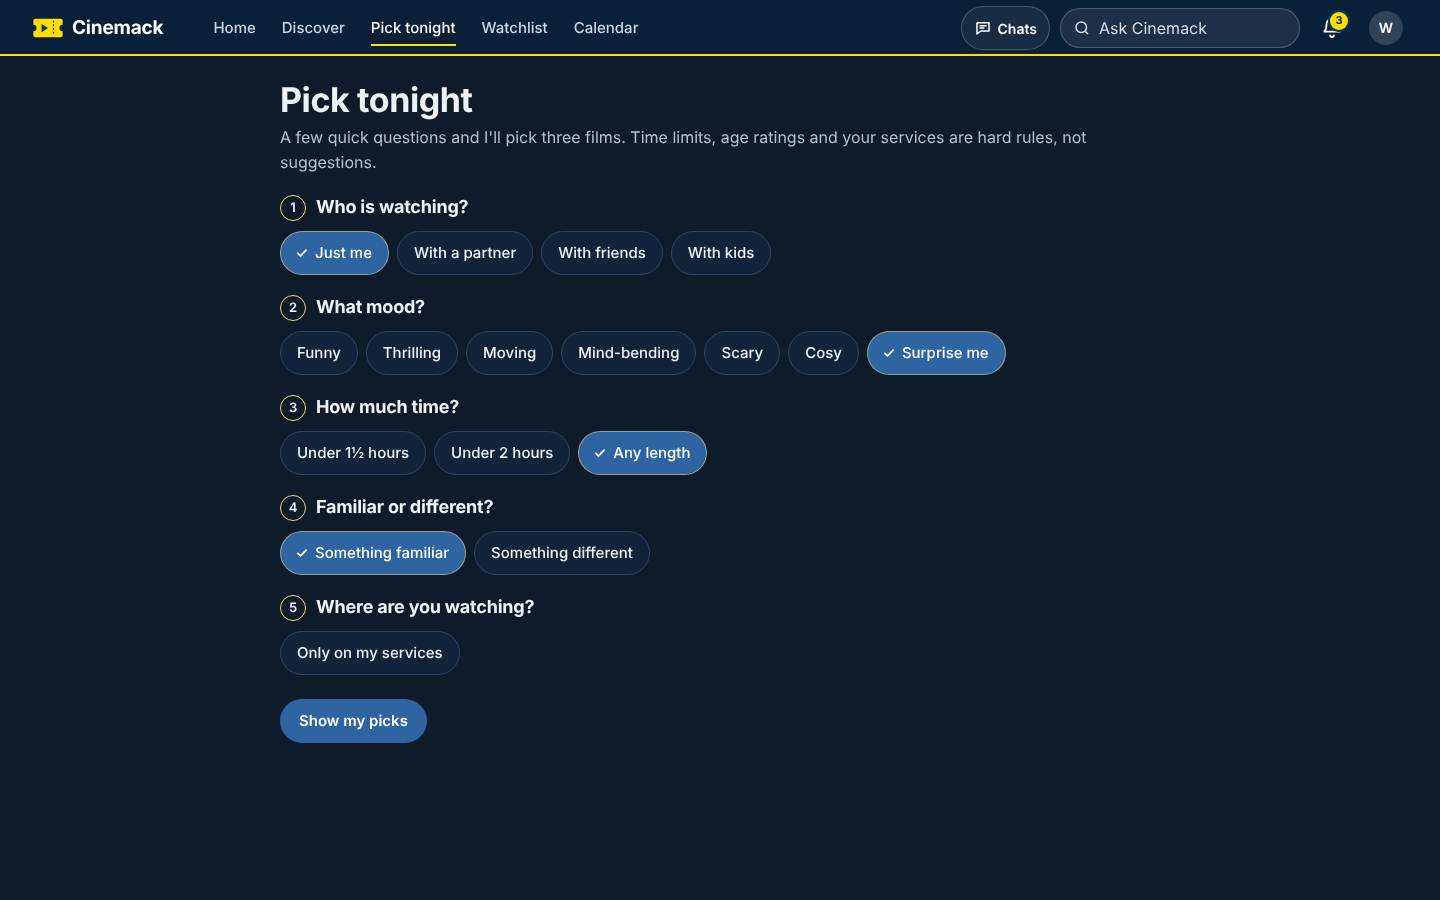 Cinemack
Home
Discover
Pick tonight
Watchlist
Calendar
Chats
Ask Cinemack
3
W
Pick tonight
A few quick questions and I'll pick three films. Time limits, age ratings and your services are hard rules, not
suggestions.
1 Who is watching?
Just me
With a partner
With friends
With kids
2 What mood?
Funny
Thrilling
Moving
Mind-bending
Scary
Cosy
Surprise me
3 How much time?
Under 1½ hours
Under 2 hours
Any length
4 Familiar or different?
Something familiar
Something different
5 Where are you watching?
Only on my services
Show my picks